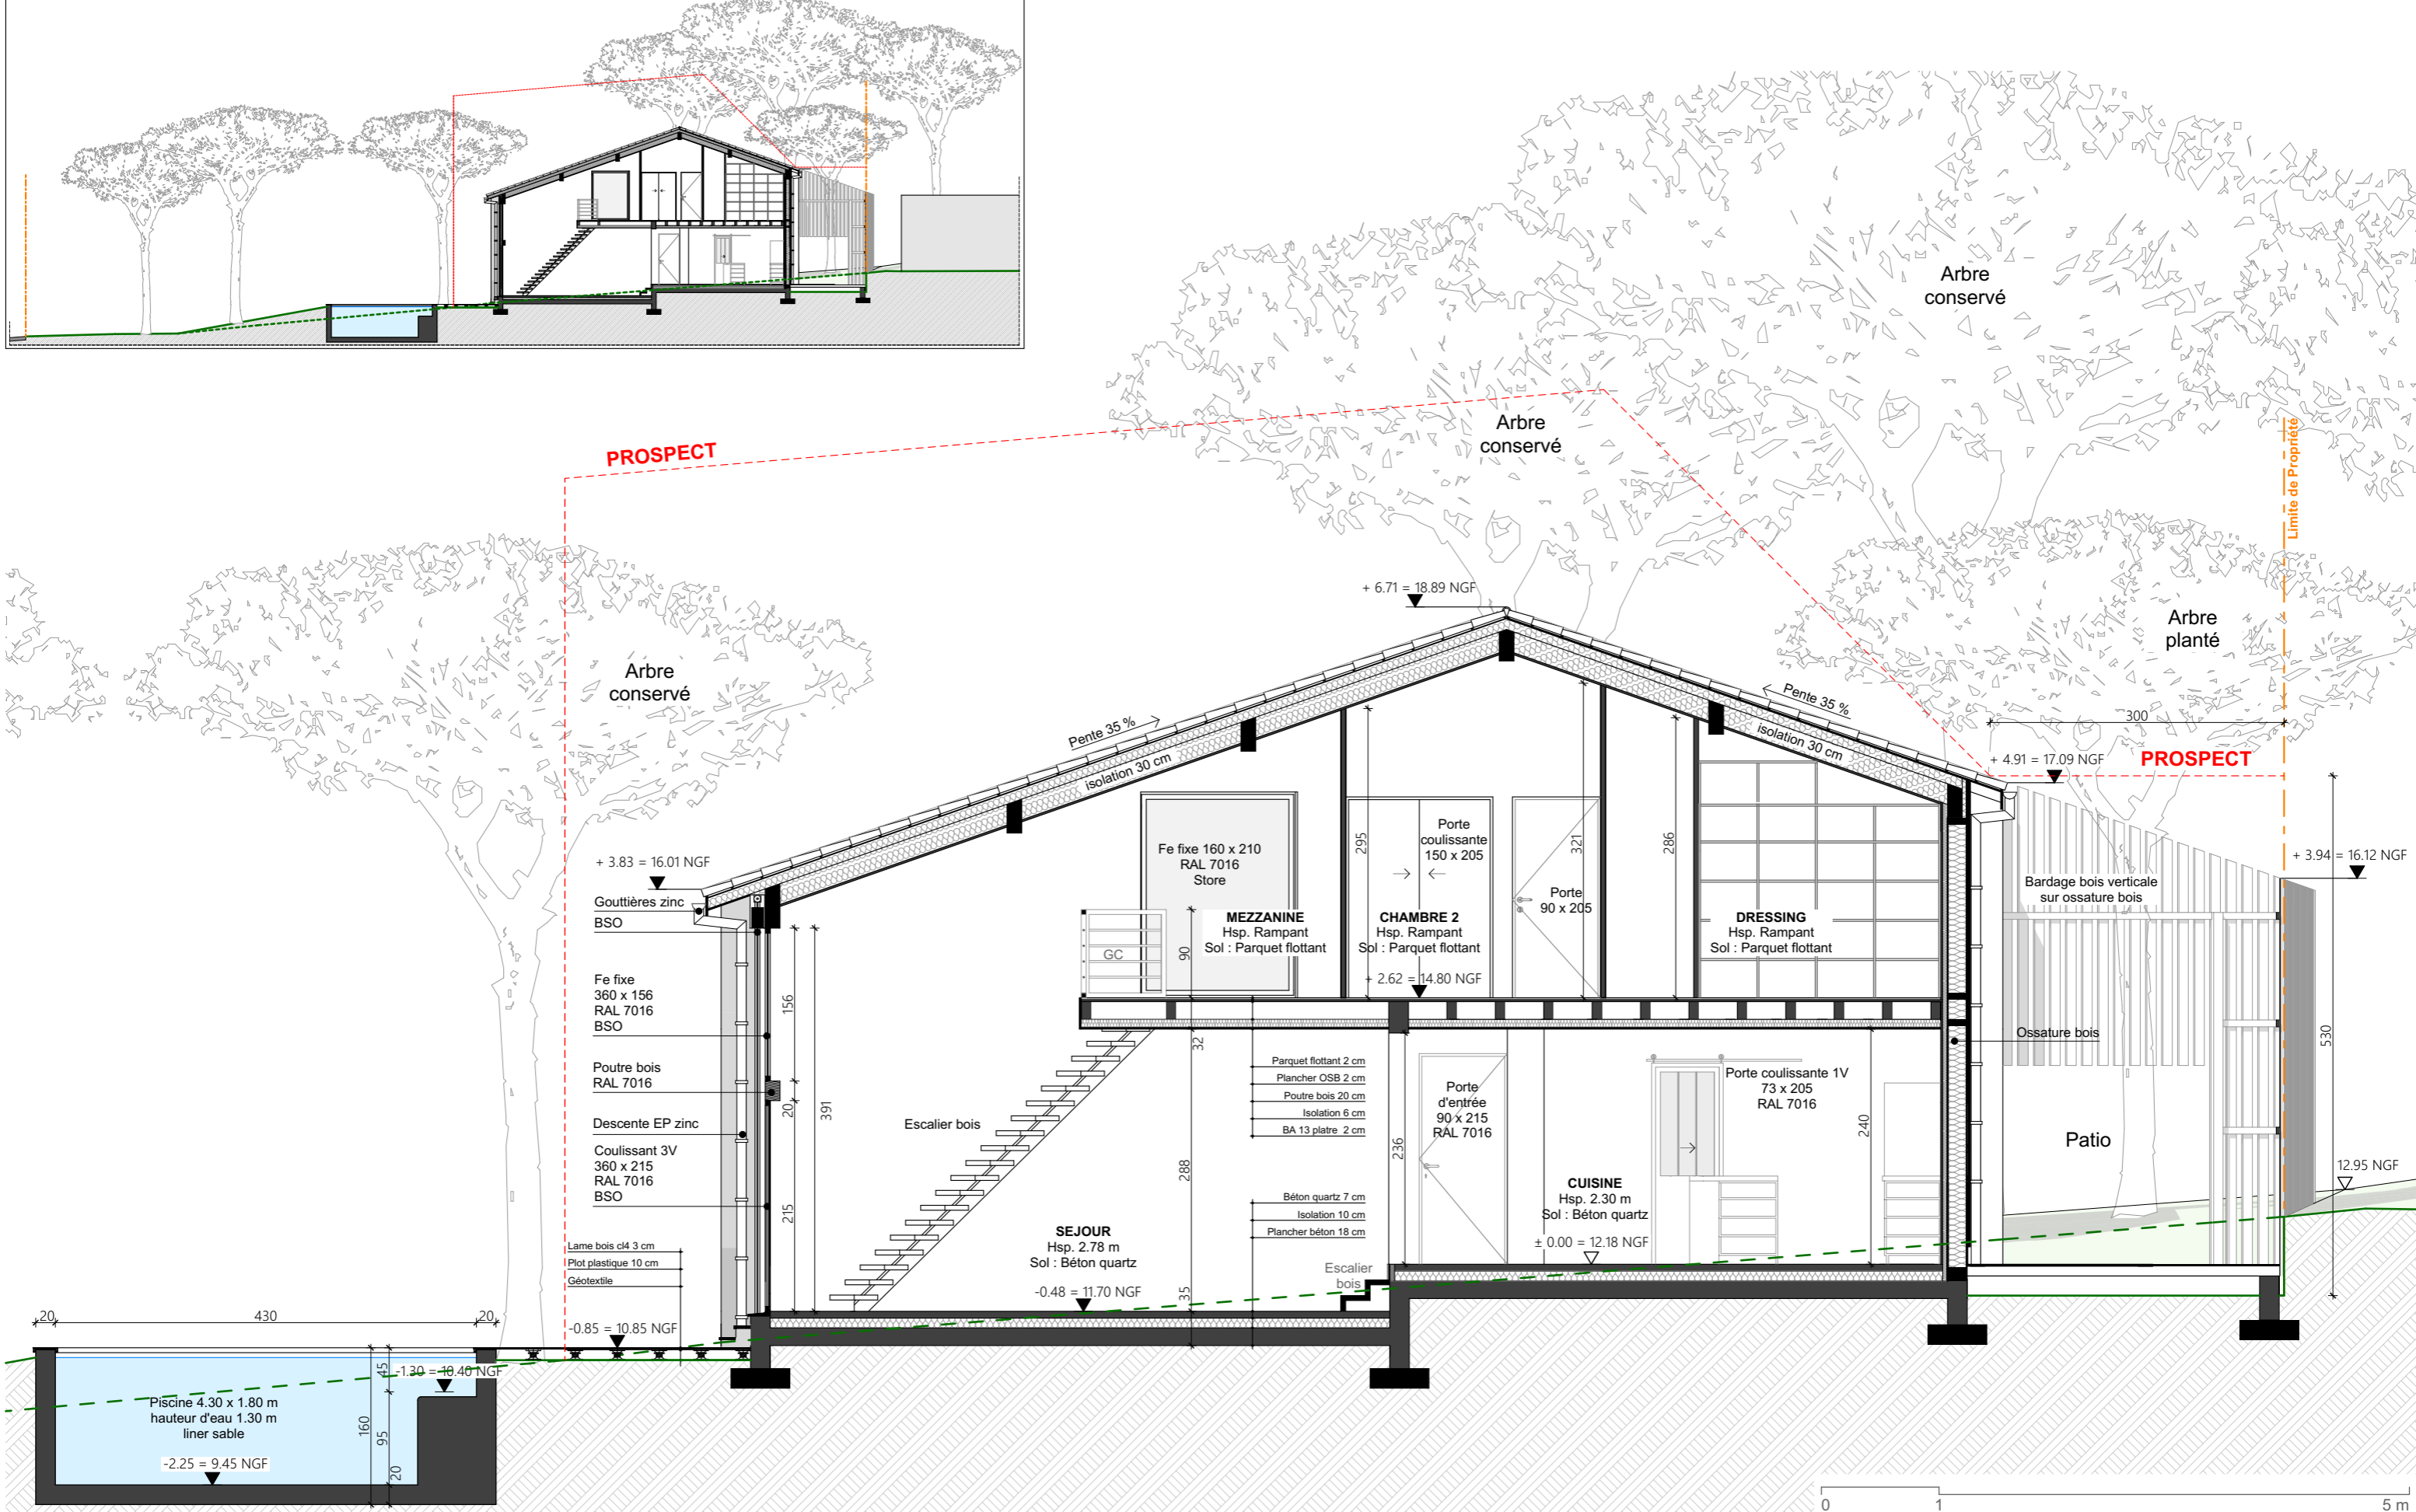 Arbre
conservé
Arbre
conservé
PROSPECT
Limite de Propriété
+ 6.71 = 18.89 NGF
Arbre
planté
Arbre
conservé
Pente 35 %
isolation 30 cm
Pente 35 %
isolation 30 cm
300
+ 4.91 = 17.09 NGF
PROSPECT
+ 3.83 = 16.01 NGF
Gouttières zinc
BSO
Fe fixe
360 x 156
RAL 7016
BSO
Poutre bois
RAL 7016
Descente EP zinc
Coulissant 3V
360 x 215
RAL 7016
BSO
Lame bois cl4 3 cm
Plot plastique 10 cm
Géotextile
156
20
215
391
Fe fixe 160 x 210
RAL 7016
Store
GC
90
MEZZANINE
Hsp. Rampant
Sol : Parquet flottant
295
Porte
coulissante
150 x 205
CHAMBRE 2
Hsp. Rampant
Sol : Parquet flottant
+ 2.62 = 14.80 NGF
321
Porte
90 x 205
286
DRESSING
Hsp. Rampant
Sol : Parquet flottant
+ 3.94 = 16.12 NGF
Bardage bois verticale
sur ossature bois
Ossature bois
530
32
288
35
Parquet flottant 2 cm
Plancher OSB 2 cm
Poutre bois 20 cm
Isolation 6 cm
BA 13 platre 2 cm
Béton quartz 7 cm
Isolation 10 cm
Plancher béton 18 cm
Escalier bois
SEJOUR
Hsp. 2.78 m
Sol : Béton quartz
-0.48 = 11.70 NGF
Escalier
bois
236
Porte
d'entrée
90 x 215
RAL 7016
CUISINE
Hsp. 2.30 m
Sol : Béton quartz
± 0.00 = 12.18 NGF
Porte coulissante 1V
73 x 205
RAL 7016
240
Patio
12.95 NGF
20
430
20
-0.85 = 10.85 NGF
45
-1.30 = 10.40 NGF
Piscine 4.30 x 1.80 m
hauteur d'eau 1.30 m
liner sable
160
95
20
-2.25 = 9.45 NGF
0
1
5 m